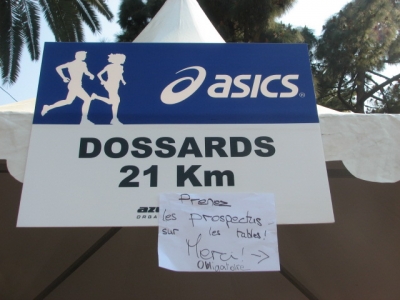 asics
DOSSARDS
21 Km
Prenez
les prospectus
sur les tables!
Merci! →